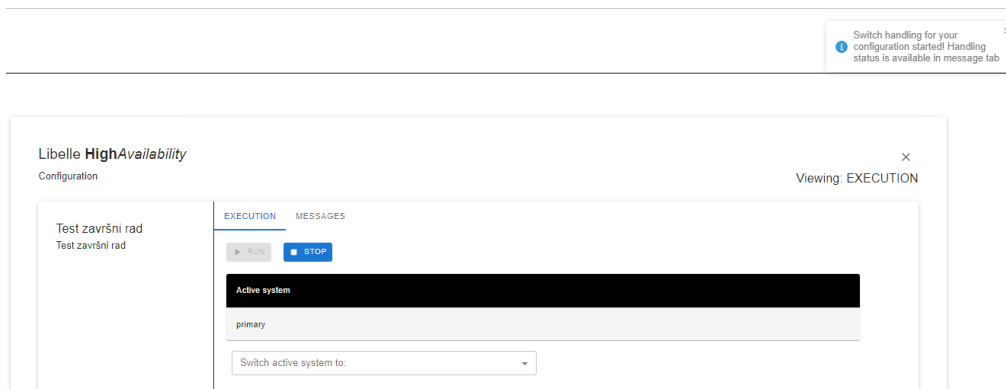 Switch handling for your
configuration started! Handling
status is available in message tab
Libelle HighAvailability
Configuration
Viewing: EXECUTION
Test završni rad
Test završni rad
EXECUTION MESSAGES
RUN STOP
Active system
primary
Switch active system to: